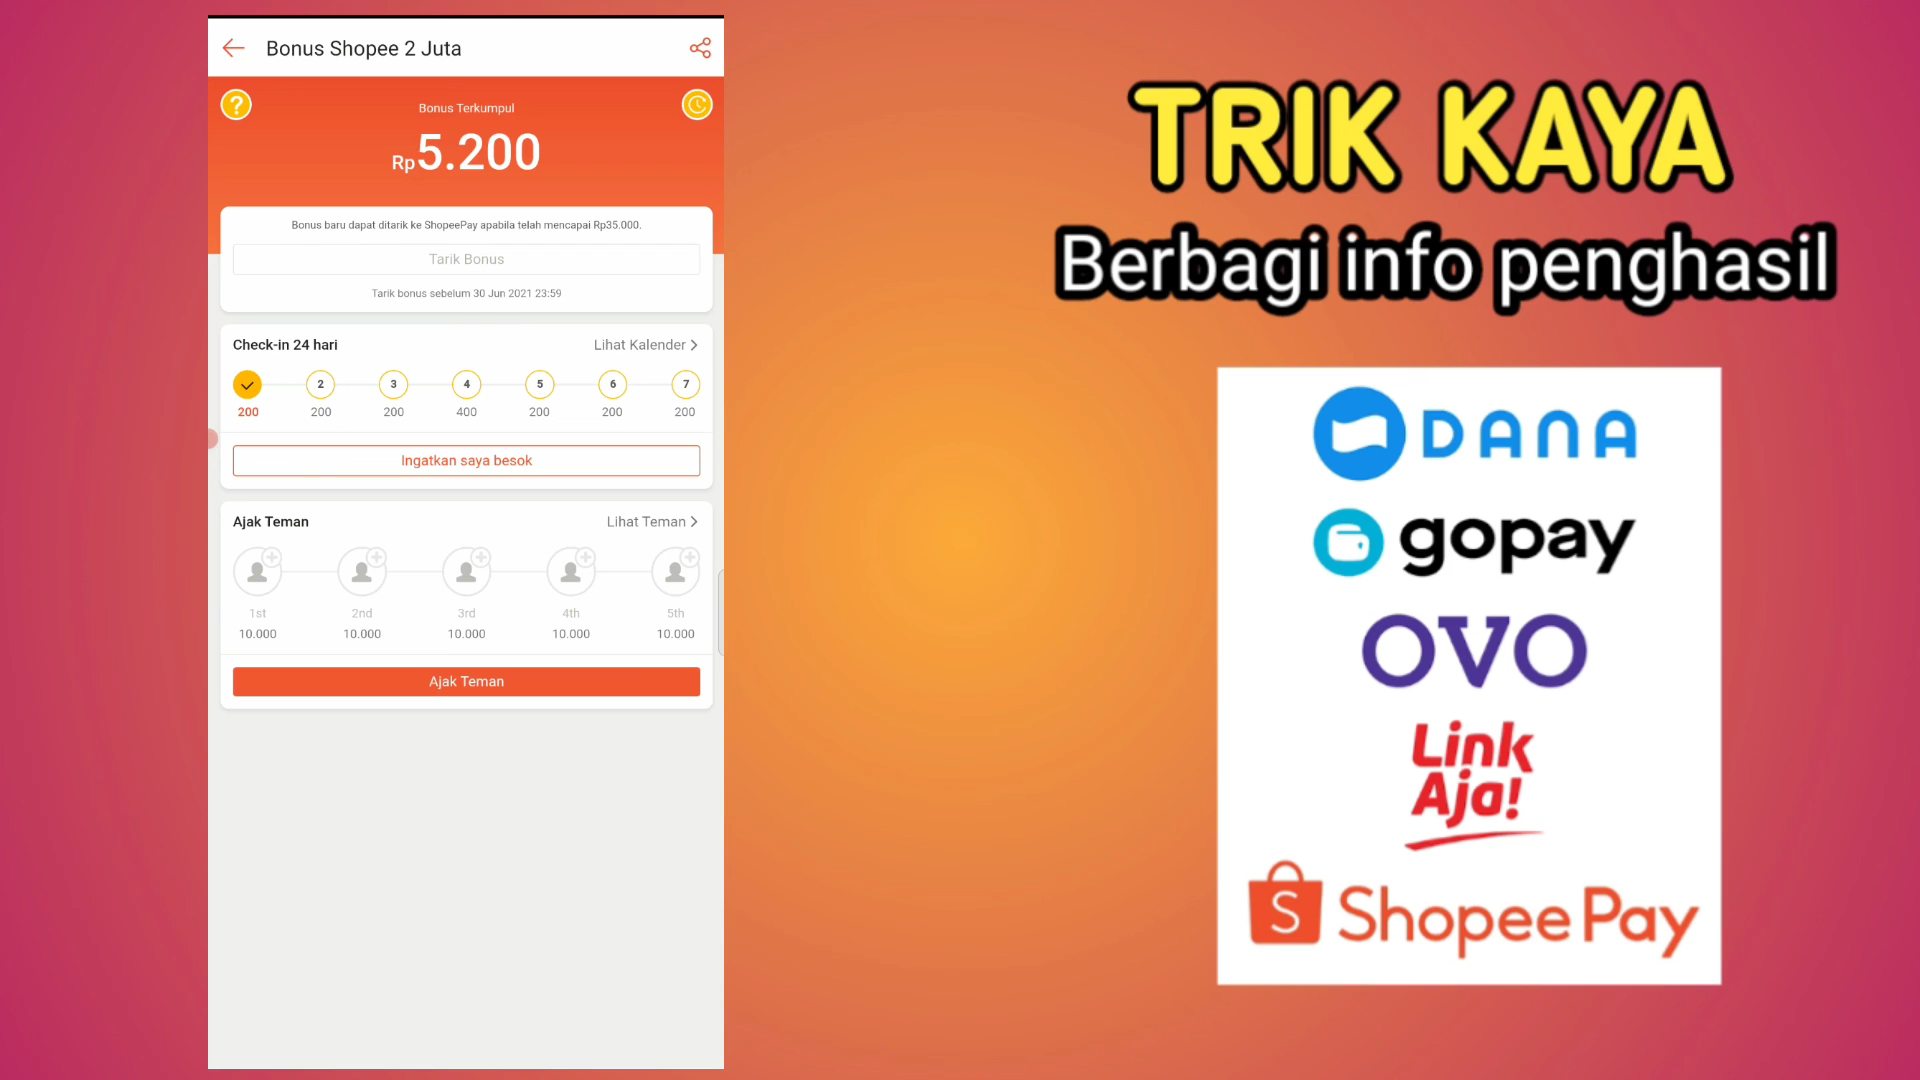 Bonus Shopee 2 Juta
?
Bonus Terkumpul
Rp5.200
Bonus baru dapat ditarik ke ShopeePay apabila telah mencapai Rp35.000.
Tarik Bonus
Tarik bonus sebelum 30 Jun 2021 23:59
Check-in 24 hari
Lihat Kalender
2 3 4 5 6 7
200 200 200 400 200 200 200
Ingatkan saya besok
Ajak Teman
Lihat Teman
1st 2nd 3rd 4th 5th
10.000 10.000 10.000 10.000 10.000
Ajak Teman
TRIK KAYA
Berbagi info penghasil
DANA
gopay
OVO
Link
Aja!
S ShopeePay